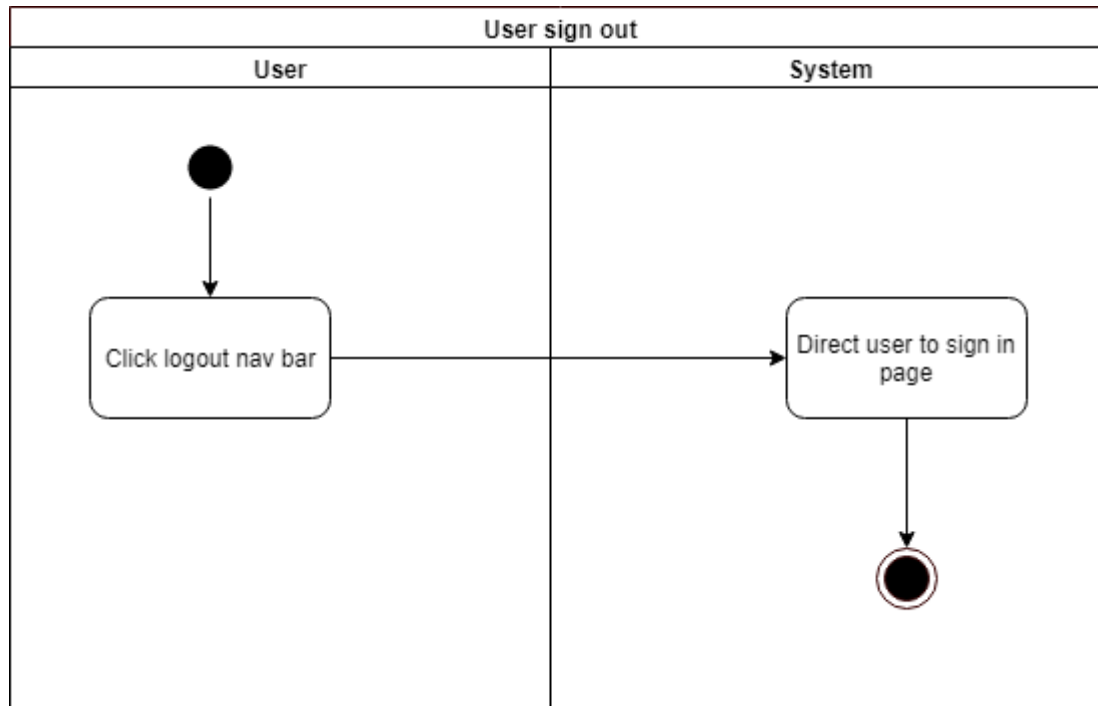 User sign out
User
System
Click logout nav bar
Direct user to sign in
page